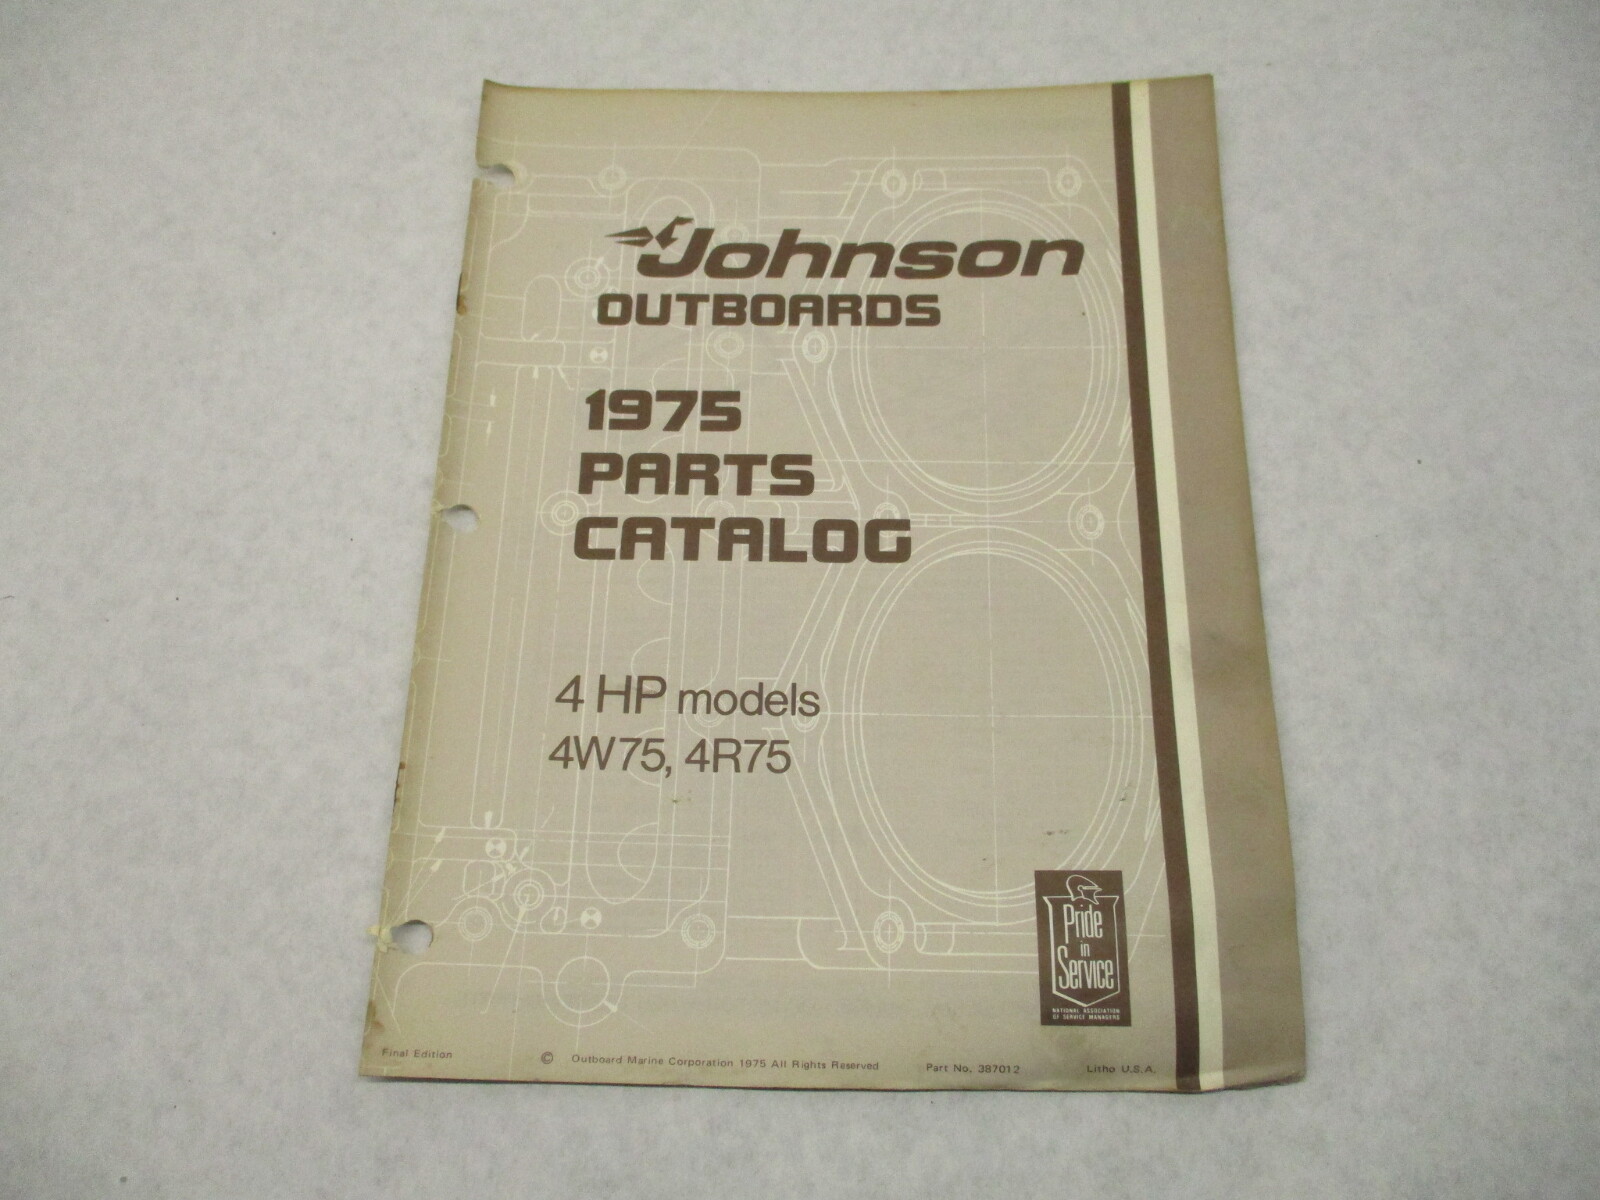 Johnson
OUTBOARDS
1975
PARTS
CATALOG
4 HP models
4W75, 4R75
Pride
in
Service
NATIONAL ASSOCIATION
OF SERVICE MANAGERS
Final Edition © Outboard Marine Corporation 1975 All Rights Reserved Part No. 387012 Litho U.S.A.